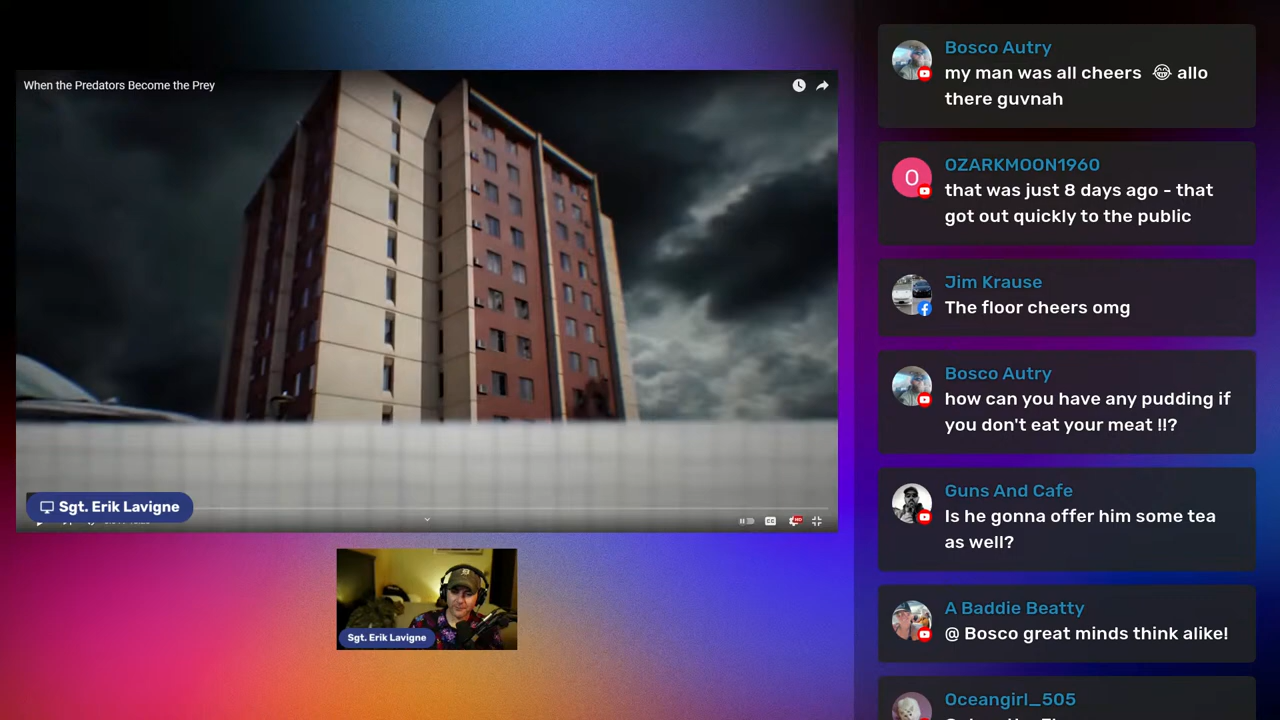 When the Predators Become the Prey
Sgt. Erik Lavigne
CC
HD
Sgt. Erik Lavigne
Bosco Autry
my man was all cheers 😂 allo
there guvnah
O
OZARKMOON1960
that was just 8 days ago - that
got out quickly to the public
Jim Krause
The floor cheers omg
Bosco Autry
how can you have any pudding if
you don't eat your meat !!?
Guns And Cafe
Is he gonna offer him some tea
as well?
A Baddie Beatty
@ Bosco great minds think alike!
Oceangirl_505